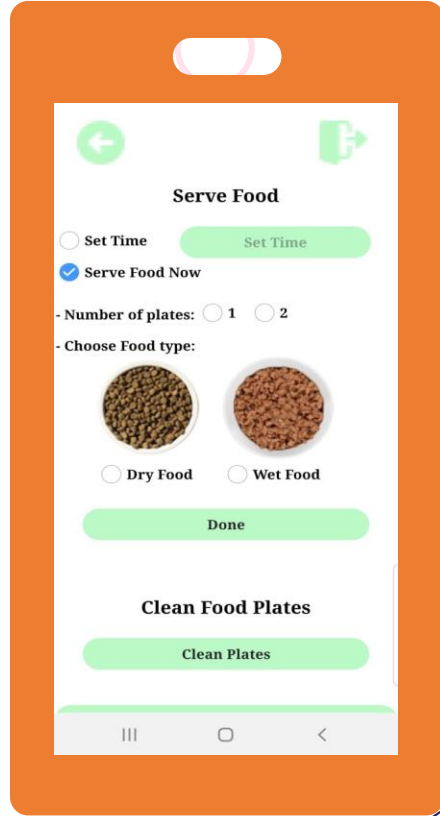 Serve Food
Set Time Set Time
Serve Food Now
- Number of plates: 1 2
- Choose Food type:
Dry Food Wet Food
Done
Clean Food Plates
Clean Plates